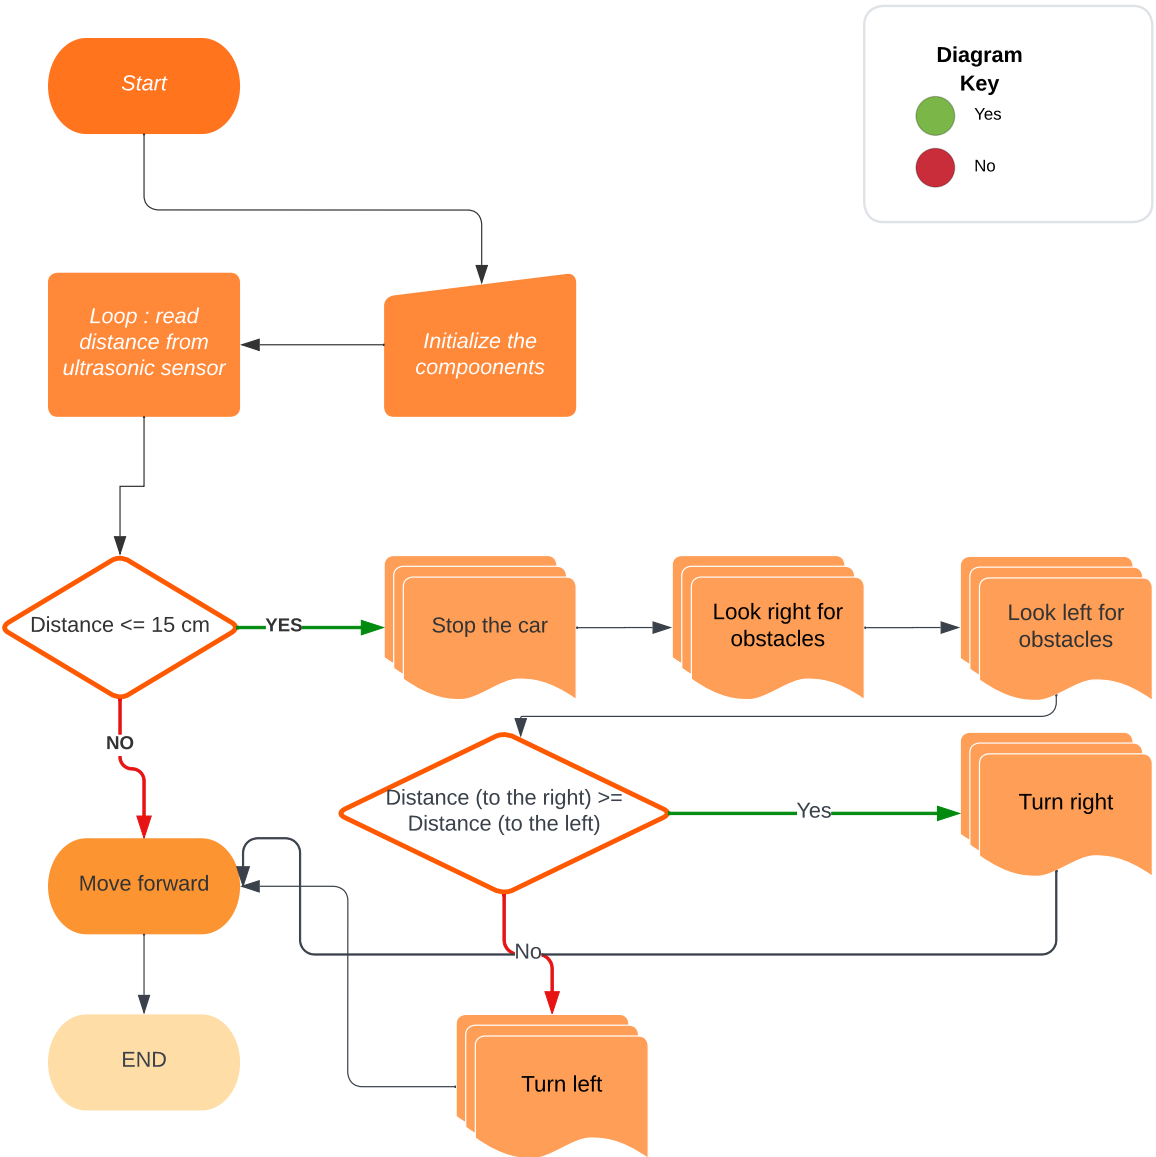 Start
Diagram
Key
Yes
No
Loop : read
distance from
ultrasonic sensor
Initialize the
compoonents
Distance <= 15 cm
YES
Stop the car
Look right for
obstacles
Look left for
obstacles
NO
Distance (to the right) >=
Distance (to the left)
Yes
Turn right
Move forward
No
END
Turn left